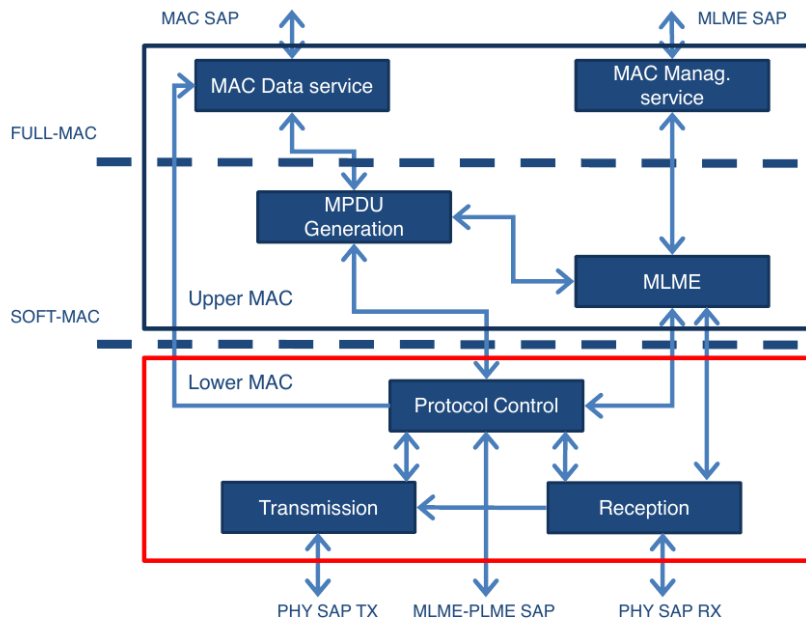 MAC SAP
MLME SAP
MAC Data service
MAC Manag.
service
FULL-MAC
MPDU
Generation
MLME
Upper MAC
SOFT-MAC
Lower MAC
Protocol Control
Transmission
Reception
PHY SAP TX
MLME-PLME SAP
PHY SAP RX